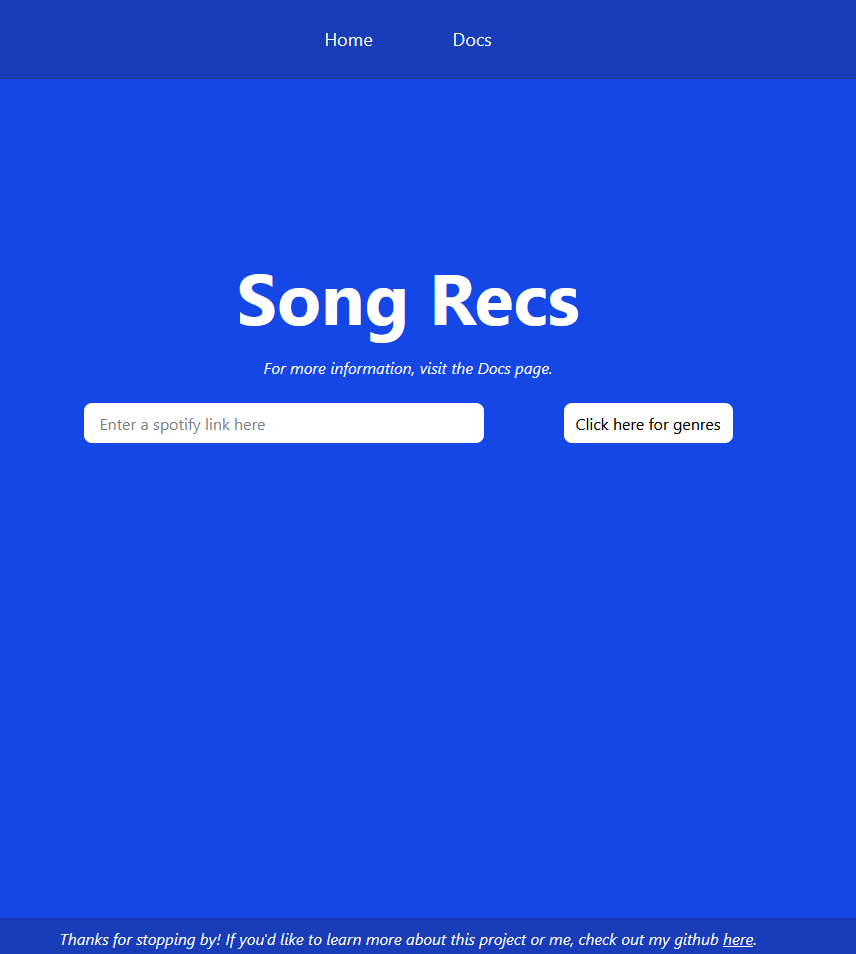 Home Docs
Song Recs
For more information, visit the Docs page.
Enter a spotify link here Click here for genres
Thanks for stopping by! If you'd like to learn more about this project or me, check out my github here.